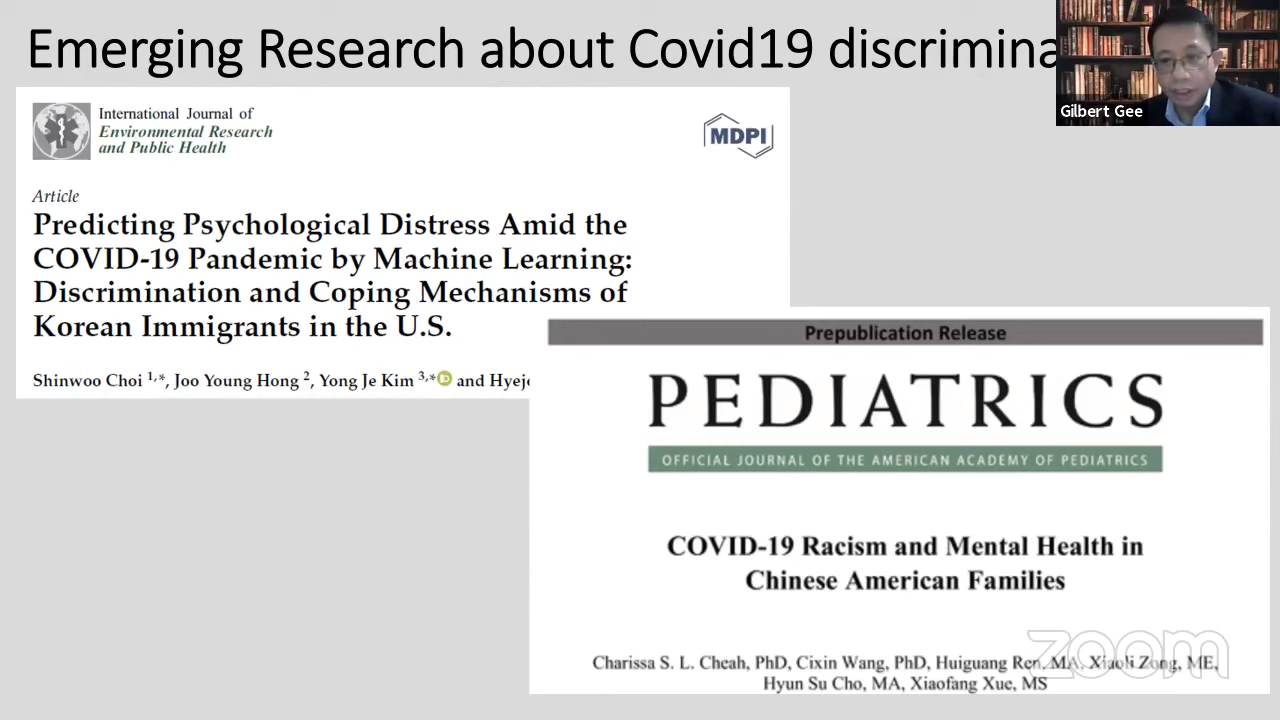 Emerging Research about Covid19 discrimina
Gilbert Gee
International Journal of
Environmental Research
and Public Health
MDPI
Article
Predicting Psychological Distress Amid the
COVID-19 Pandemic by Machine Learning:
Discrimination and Coping Mechanisms of
Korean Immigrants in the U.S.
Shinwoo Choi 1,*, Joo Young Hong 2, Yong Je Kim 3,* iD and Hyej
Prepublication Release
PEDIATRICS
OFFICIAL JOURNAL OF THE AMERICAN ACADEMY OF PEDIATRICS
COVID-19 Racism and Mental Health in
Chinese American Families
Charissa S. L. Cheah, PhD, Cixin Wang, PhD, Huiguang Ren, MA, Xiaoli Zong, ME,
Hyun Su Cho, MA, Xiaofang Xue, MS
zoom